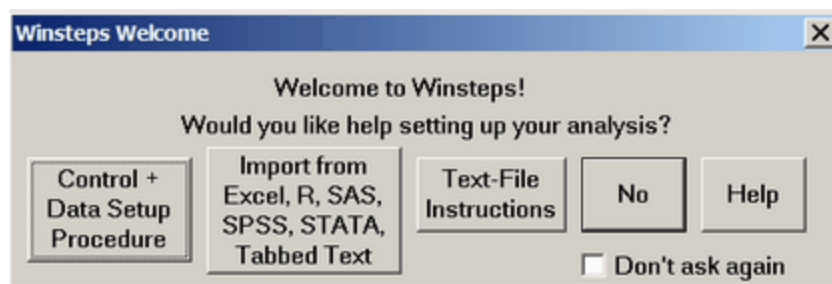 Winsteps Welcome
Welcome to Winsteps!
Would you like help setting up your analysis?
Control +
Data Setup
Procedure
Import from
Excel, R, SAS,
SPSS, STATA,
Tabbed Text
Text-File
Instructions
No
Help
Don't ask again